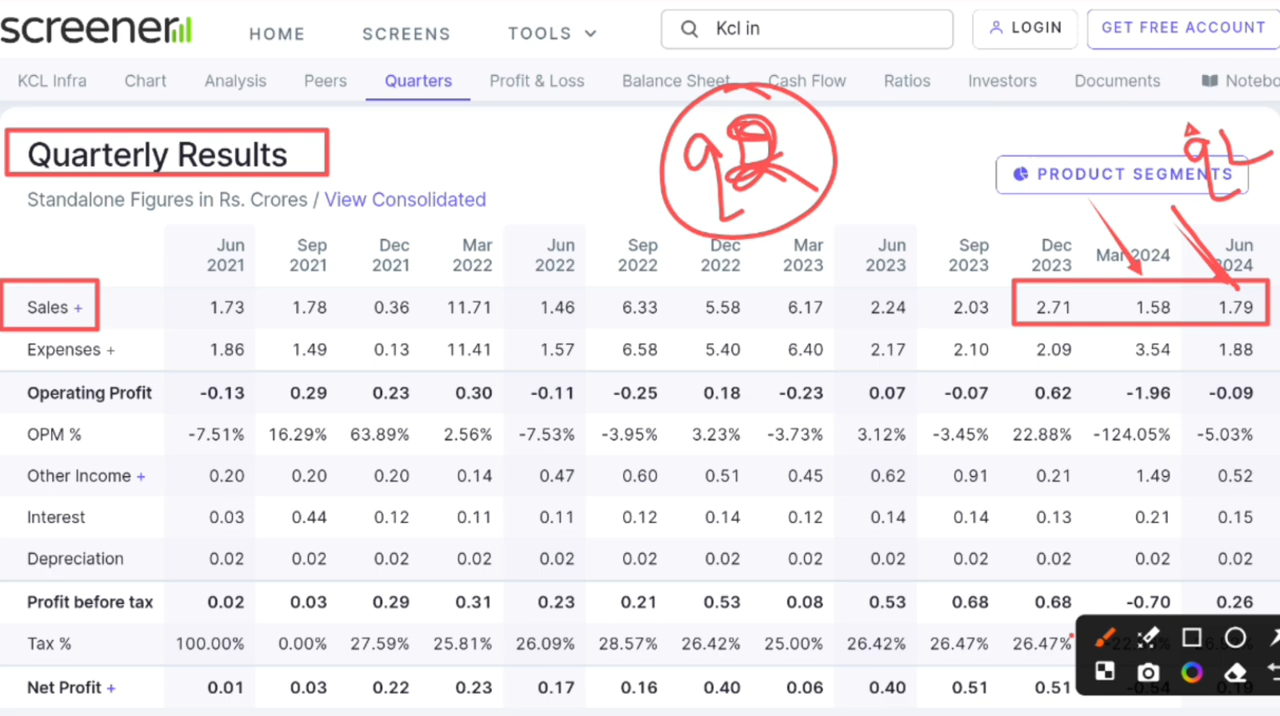 screener HOME SCREENS TOOLS Kcl in LOGIN GET FREE ACCOUNT
KCL Infra Chart Analysis Peers Quarters Profit & Loss Balance Sheet Cash Flow Ratios Investors Documents Notebo
Quarterly Results
PRODUCT SEGMENTS
Standalone Figures in Rs. Crores / View Consolidated
Jun 2021 Sep 2021 Dec 2021 Mar 2022 Jun 2022 Sep 2022 Dec 2022 Mar 2023 Jun 2023 Sep 2023 Dec 2023 Mar 2024 Jun 2024
Sales + 1.73 1.78 0.36 11.71 1.46 6.33 5.58 6.17 2.24 2.03 2.71 1.58 1.79
Expenses + 1.86 1.49 0.13 11.41 1.57 6.58 5.40 6.40 2.17 2.10 2.09 3.54 1.88
Operating Profit -0.13 0.29 0.23 0.30 -0.11 -0.25 0.18 -0.23 0.07 -0.07 0.62 -1.96 -0.09
OPM % -7.51% 16.29% 63.89% 2.56% -7.53% -3.95% 3.23% -3.73% 3.12% -3.45% 22.88% -124.05% -5.03%
Other Income + 0.20 0.20 0.20 0.14 0.47 0.60 0.51 0.45 0.62 0.91 0.21 1.49 0.52
Interest 0.03 0.44 0.12 0.11 0.11 0.12 0.14 0.12 0.14 0.14 0.13 0.21 0.15
Depreciation 0.02 0.02 0.02 0.02 0.02 0.02 0.02 0.02 0.02 0.02 0.02 0.02 0.02
Profit before tax 0.02 0.03 0.29 0.31 0.23 0.21 0.53 0.08 0.53 0.68 0.68 -0.70 0.26
Tax % 100.00% 0.00% 27.59% 25.81% 26.09% 28.57% 26.42% 25.00% 26.42% 26.47% 26.47%
Net Profit + 0.01 0.03 0.22 0.23 0.17 0.16 0.40 0.06 0.40 0.51 0.51 -0.54 0.19